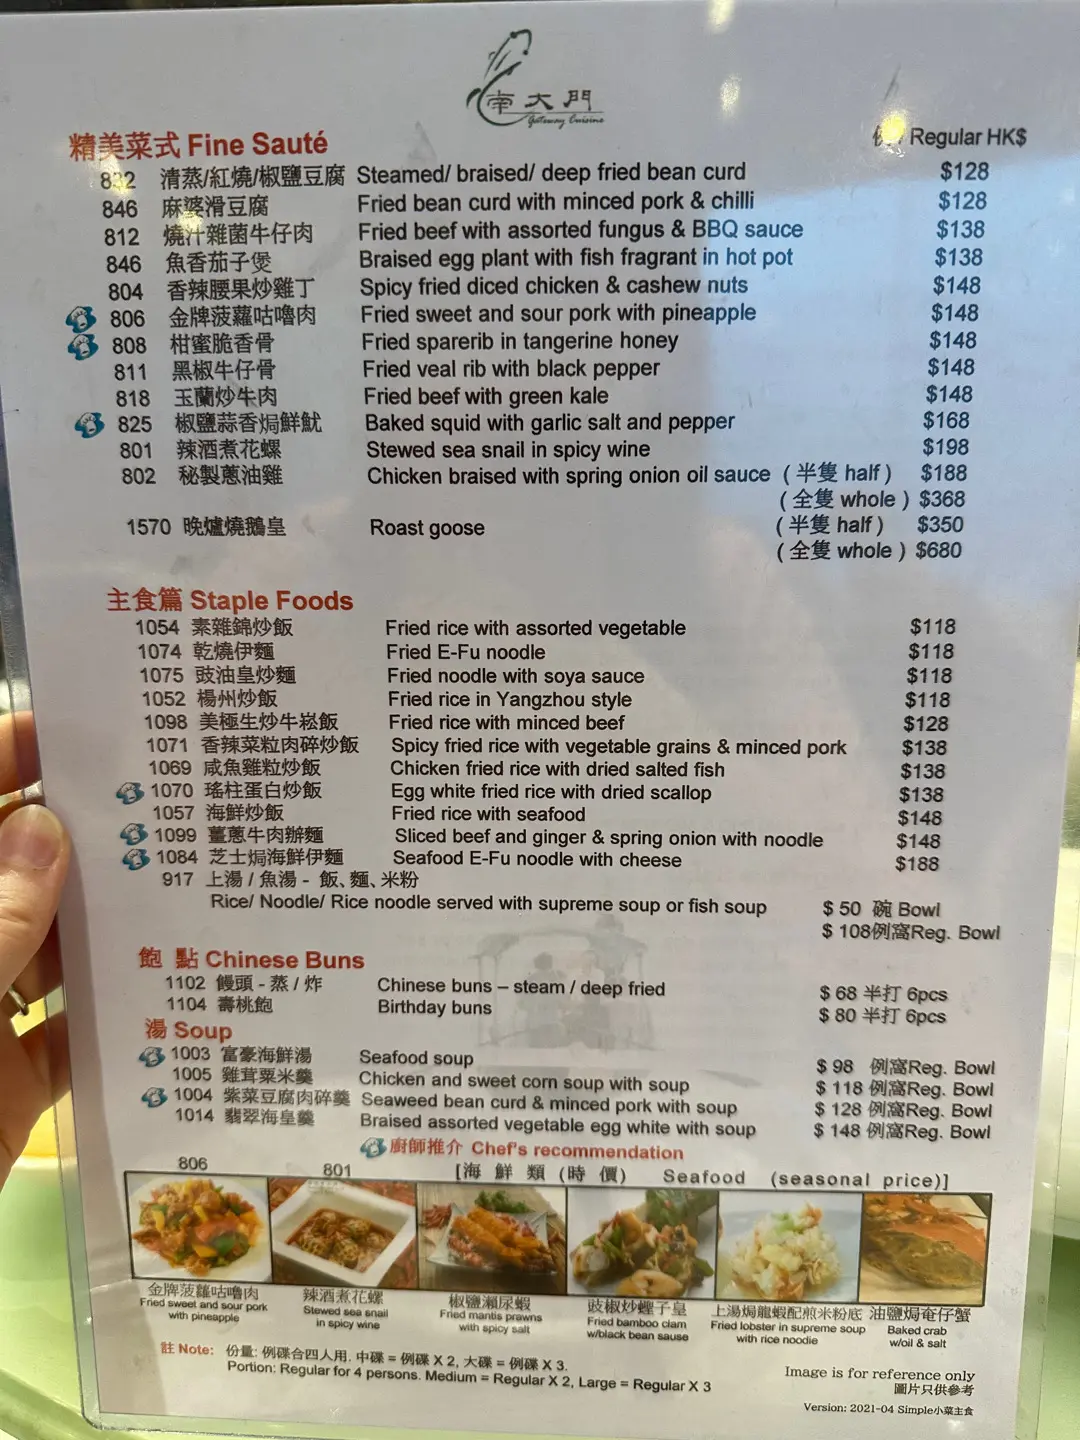 南大門
Gateway Cuisine
精美菜式 Fine Sauté Regular HK$
832 清蒸/紅燒/椒鹽豆腐 Steamed/ braised/ deep fried bean curd $128
846 麻婆滑豆腐 Fried bean curd with minced pork & chilli $128
812 燒汁雜菌牛仔肉 Fried beef with assorted fungus & BBQ sauce $138
846 魚香茄子煲 Braised egg plant with fish fragrant in hot pot $138
804 香辣腰果炒雞丁 Spicy fried diced chicken & cashew nuts $148
806 金牌菠蘿咕嚕肉 Fried sweet and sour pork with pineapple $148
808 柑蜜脆香骨 Fried sparerib in tangerine honey $148
811 黑椒牛仔骨 Fried veal rib with black pepper $148
818 玉蘭炒牛肉 Fried beef with green kale $148
825 椒鹽蒜香焗鮮魷 Baked squid with garlic salt and pepper $168
801 辣酒煮花螺 Stewed sea snail in spicy wine $198
802 秘製蔥油雞 Chicken braised with spring onion oil sauce (半隻 half) $188
(全隻 whole) $368
1570 晚爐燒鵝皇 Roast goose (半隻 half) $350
(全隻 whole) $680
主食篇 Staple Foods
1054 素雜錦炒飯 Fried rice with assorted vegetable $118
1074 乾燒伊麵 Fried E-Fu noodle $118
1075 豉油皇炒麵 Fried noodle with soya sauce $118
1052 楊州炒飯 Fried rice in Yangzhou style $118
1098 美極生炒牛崧飯 Fried rice with minced beef $128
1071 香辣菜粒肉碎炒飯 Spicy fried rice with vegetable grains & minced pork $138
1069 咸魚雞粒炒飯 Chicken fried rice with dried salted fish $138
1070 瑤柱蛋白炒飯 Egg white fried rice with dried scallop $138
1057 海鮮炒飯 Fried rice with seafood $148
1099 薑蔥牛肉辦麵 Sliced beef and ginger & spring onion with noodle $148
1084 芝士焗海鮮伊麵 Seafood E-Fu noodle with cheese $188
917 上湯 / 魚湯 - 飯、麵、米粉
Rice/ Noodle/ Rice noodle served with supreme soup or fish soup $ 50 碗 Bowl
$ 108例窩Reg. Bowl
飽 點 Chinese Buns
1102 饅頭 - 蒸 / 炸 Chinese buns – steam / deep fried $ 68 半打 6pcs
1104 壽桃飽 Birthday buns $ 80 半打 6pcs
湯 Soup
1003 富豪海鮮湯 Seafood soup $ 98 例窩Reg. Bowl
1005 雞茸粟米羹 Chicken and sweet corn soup with soup $ 118 例窩Reg. Bowl
1004 紫菜豆腐肉碎羹 Seaweed bean curd & minced pork with soup $ 128 例窩Reg. Bowl
1014 翡翠海皇羹 Braised assorted vegetable egg white with soup $ 148 例窩Reg. Bowl
廚師推介 Chef's recommendation
806 801 [海 鮮 類 (時 價) Seafood (seasonal price)]
金牌菠蘿咕嚕肉
Fried sweet and sour pork
with pineapple
辣酒煮花螺
Stewed sea snail
in spicy wine
椒鹽瀨尿蝦
Fried mantis prawns
with spicy salt
豉椒炒蟶子皇
Fried bamboo clam
w/black bean sause
上湯焗龍蝦配煎米粉底
Fried lobster in supreme soup
with rice noodle
油鹽焗奄仔蟹
Baked crab
w/oil & salt
註 Note: 份量: 例碟合四人用. 中碟 = 例碟 X 2, 大碟 = 例碟 X 3.
Portion: Regular for 4 persons. Medium = Regular X 2, Large = Regular X 3
Image is for reference only
圖片只供參考
Version: 2021-04 Simple小菜主食